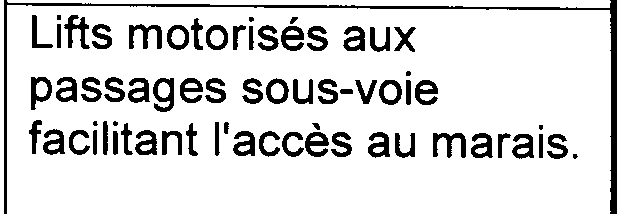 Lifts motorisés aux
passages sous-voie
facilitant l'accès au marais.